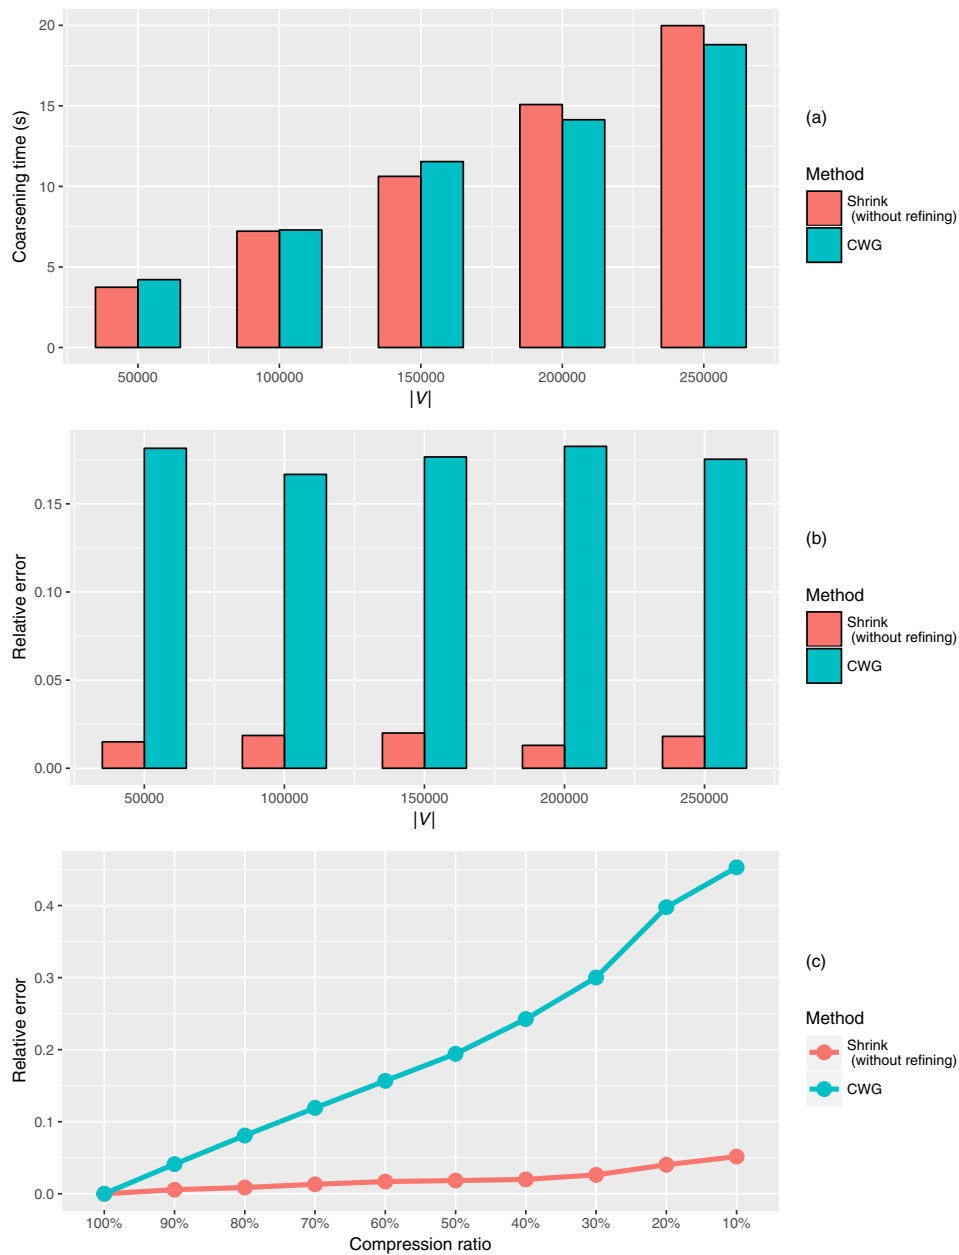 20
15
10
5
0
Coarsening time (s)
50000 100000 150000 200000 250000
|V|
(a)
Method
Shrink
(without refining)
CWG
0.15
0.10
0.05
0.00
Relative error
50000 100000 150000 200000 250000
|V|
(b)
Method
Shrink
(without refining)
CWG
0.4
0.3
0.2
0.1
0.0
Relative error
100% 90% 80% 70% 60% 50% 40% 30% 20% 10%
Compression ratio
(c)
Method
Shrink
(without refining)
CWG